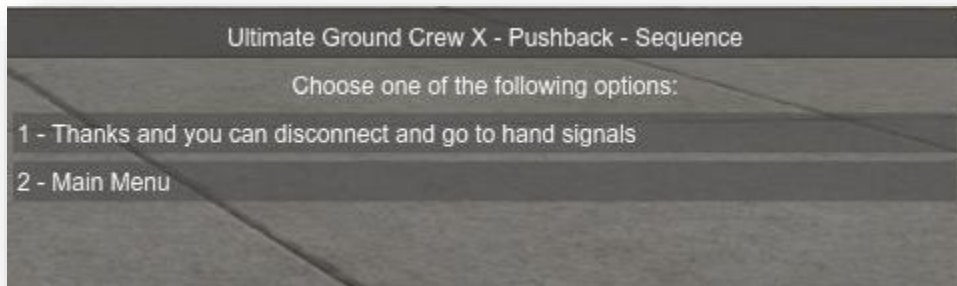 Ultimate Ground Crew X - Pushback - Sequence
Choose one of the following options:
1 - Thanks and you can disconnect and go to hand signals
2 - Main Menu